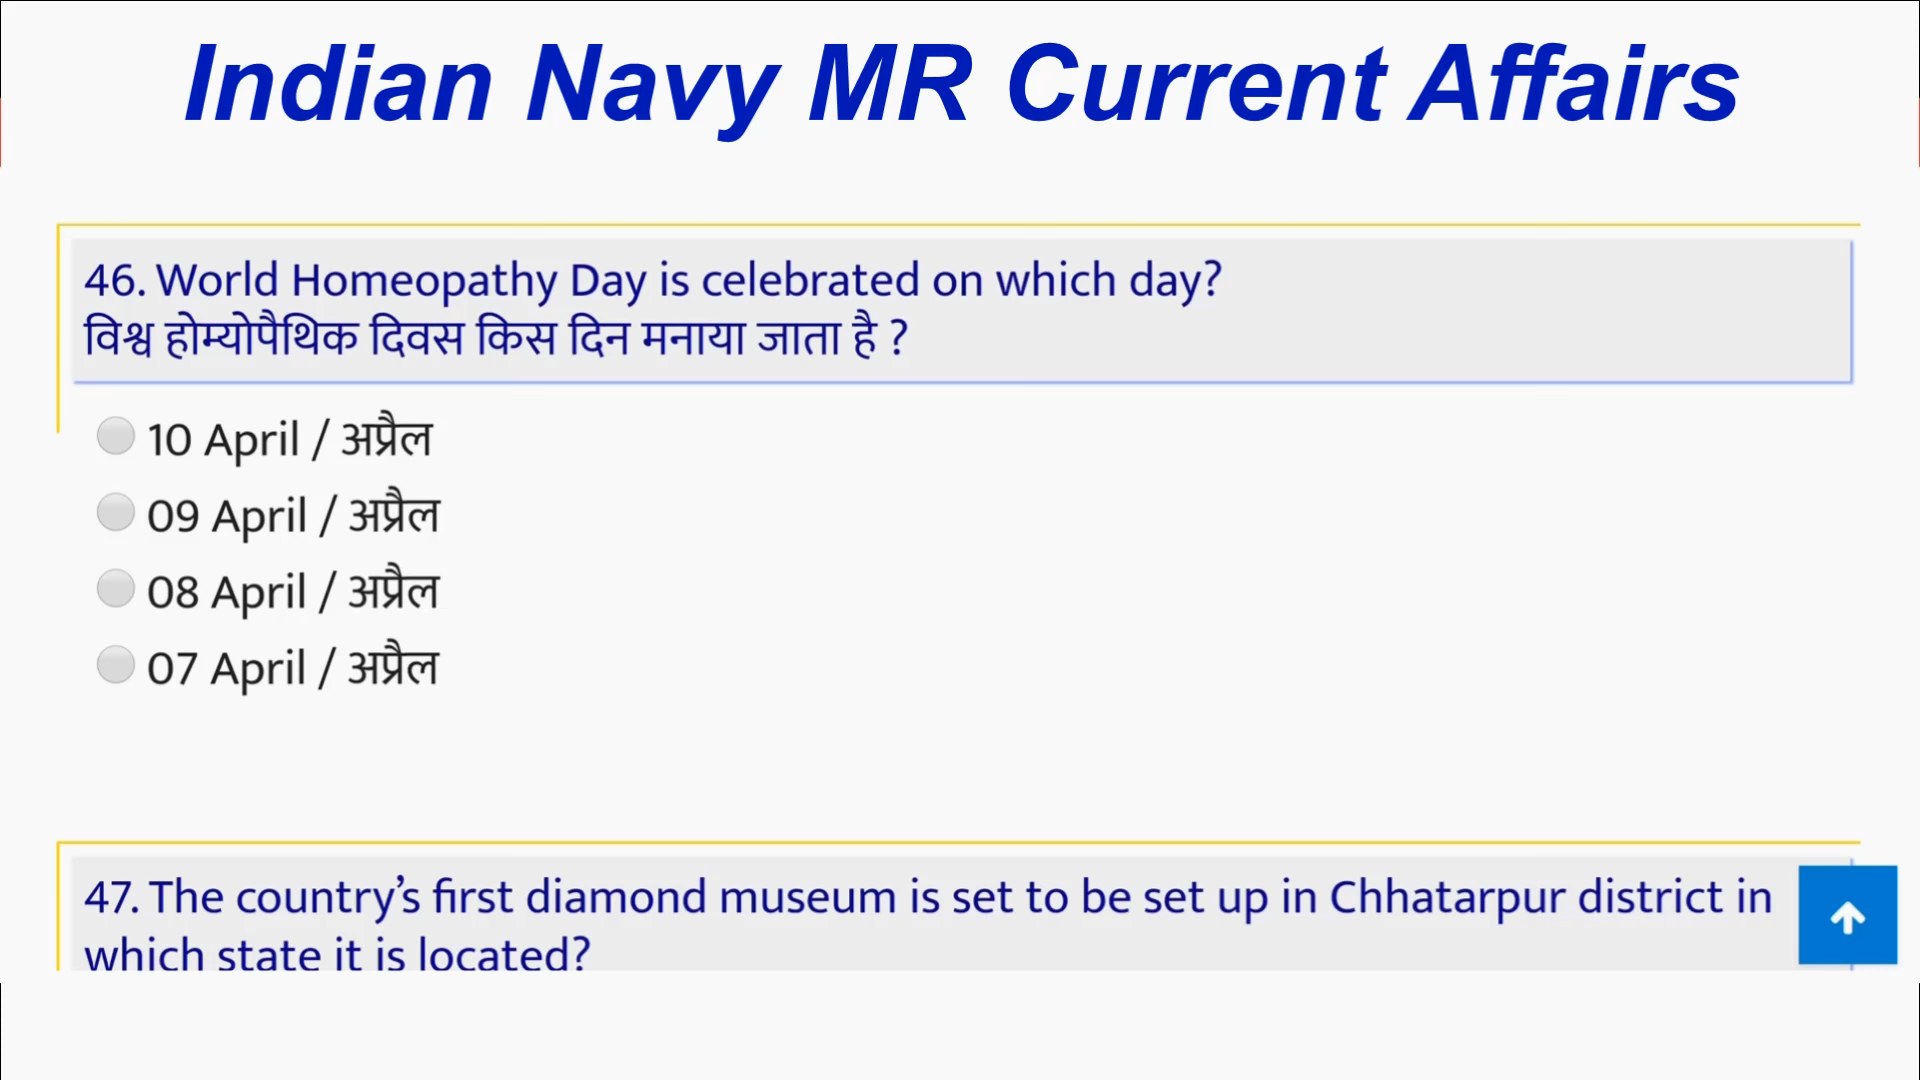 Indian Navy MR Current Affairs
46. World Homeopathy Day is celebrated on which day?
विश्व होम्योपैथिक दिवस किस दिन मनाया जाता है ?
10 April / अप्रैल
09 April / अप्रैल
08 April / अप्रैल
07 April / अप्रैल
47. The country’s first diamond museum is set to be set up in Chhatarpur district in
which state it is located?